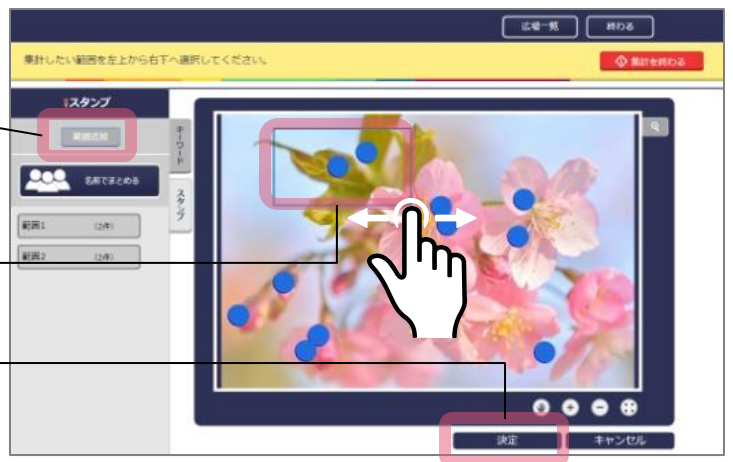 広場一覧
終わる
集計したい範囲を左上から右下へ選択してください。
集計を終わる
スタンプ
範囲追加
キーワード
名前でまとめる
スタンプ
範囲1 (2件)
範囲2 (2件)
決定
キャンセル